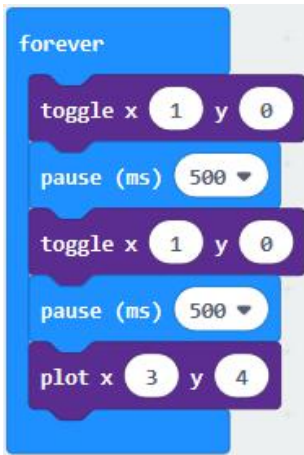 forever
toggle x 1 y 0
pause (ms) 500
toggle x 1 y 0
pause (ms) 500
plot x 3 y 4